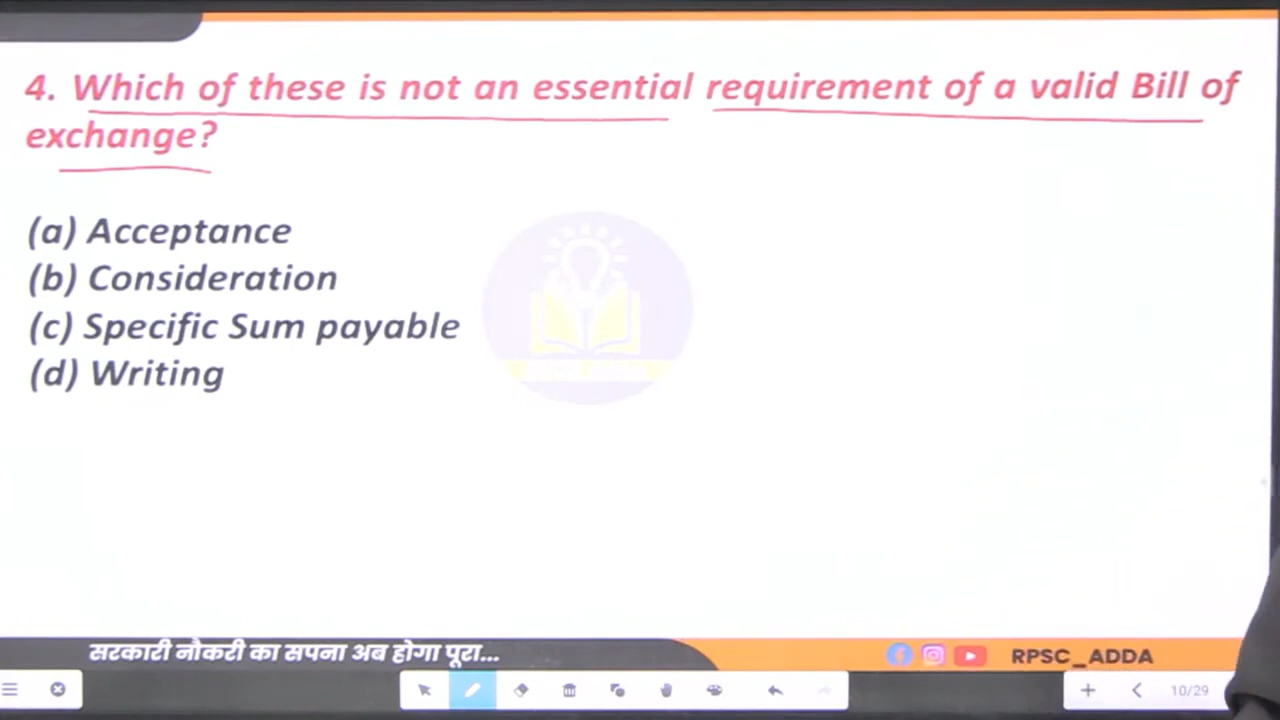 4. Which of these is not an essential requirement of a valid Bill of
exchange?
(a) Acceptance
(b) Consideration
(c) Specific Sum payable
(d) Writing
सरकारी नौकरी का सपना अब होगा पूरा...
RPSC_ADDA
10/29